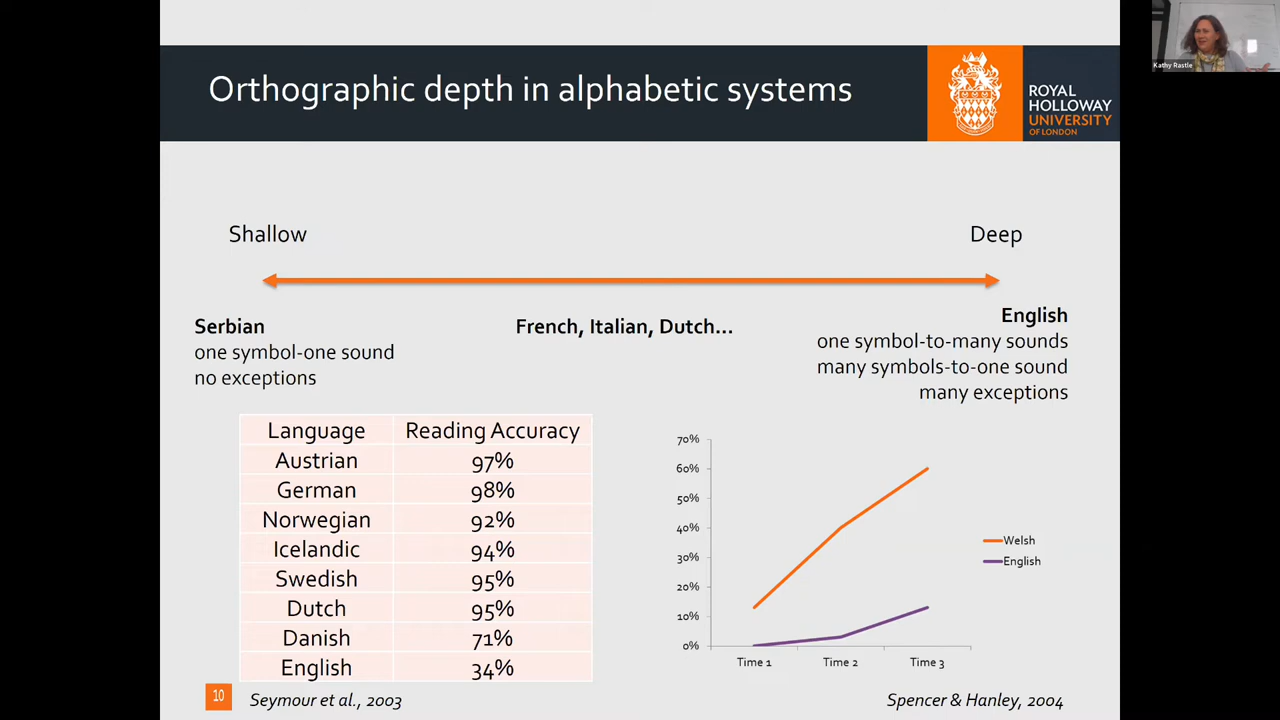 Orthographic depth in alphabetic systems
ROYAL
HOLLOWAY
UNIVERSITY
OF LONDON
Kathy Rastle
Shallow
Deep
Serbian
one symbol-one sound
no exceptions
French, Italian, Dutch...
English
one symbol-to-many sounds
many symbols-to-one sound
many exceptions
Language Reading Accuracy
Austrian 97%
German 98%
Norwegian 92%
Icelandic 94%
Swedish 95%
Dutch 95%
Danish 71%
English 34%
70%
60%
50%
40%
30%
20%
10%
0%
Time 1 Time 2 Time 3
Welsh
English
10
Seymour et al., 2003
Spencer & Hanley, 2004